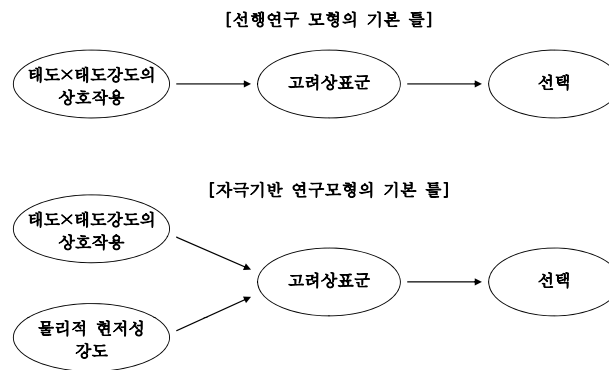 [선행연구 모형의 기본 틀]
태도×태도강도의
상호작용
고려상표군
선택
[자극기반 연구모형의 기본 틀]
태도×태도강도의
상호작용
고려상표군
선택
물리적 현저성
강도